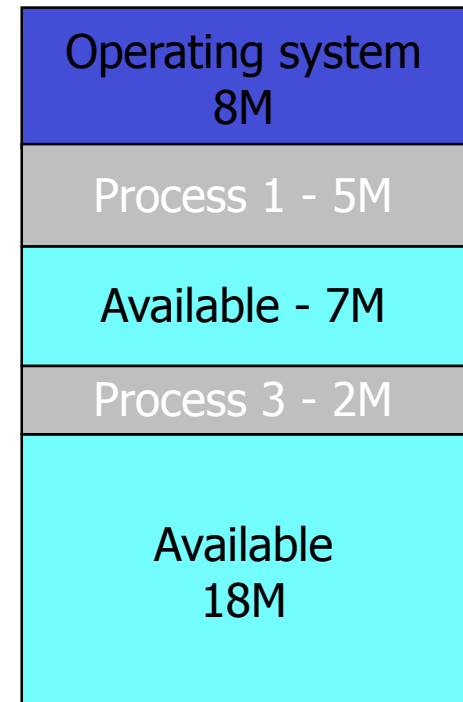 Operating system
8M
Process 1 - 5M
Available - 7M
Process 3 - 2M
Available
18M